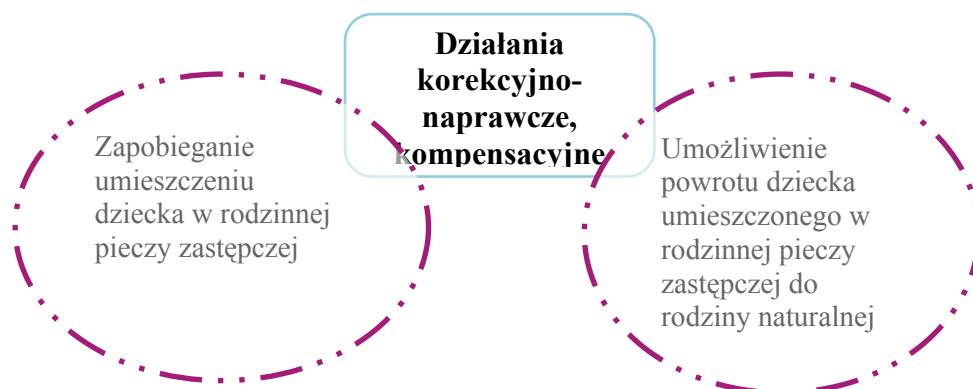 Działania
korekcyjno-
naprawcze,
kompensacyjne
Zapobieganie
umieszczeniu
dziecka w rodzinnej
pieczy zastępczej
Umożliwienie
powrotu dziecka
umieszczonego w
rodzinnej pieczy
zastępczej do
rodziny naturalnej